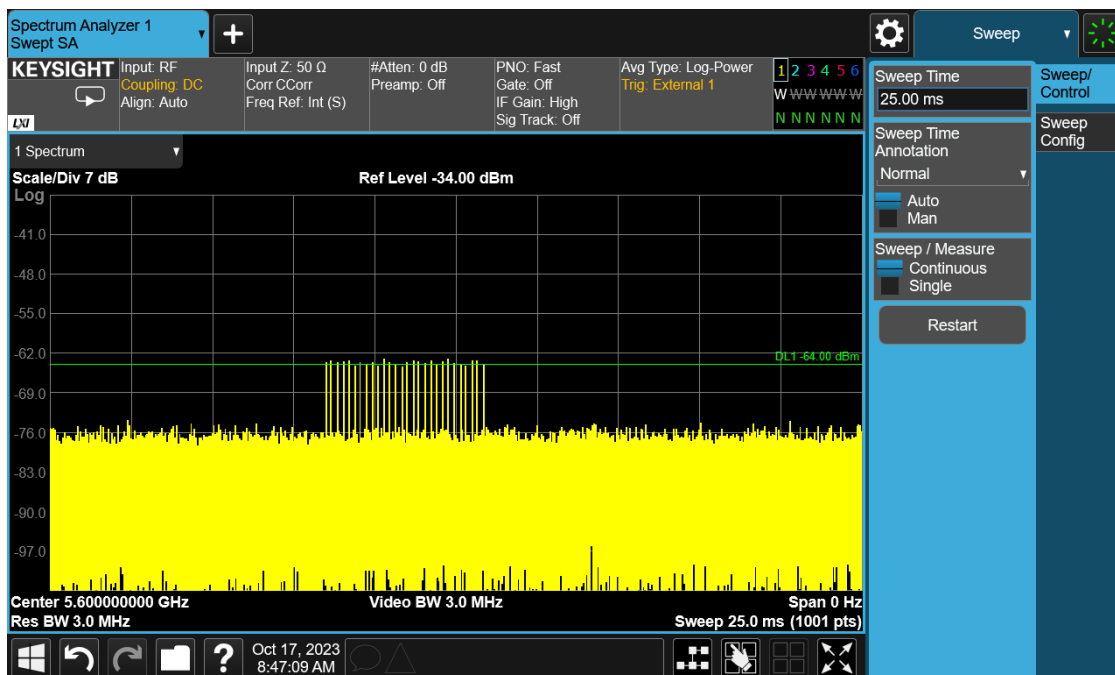 Spectrum Analyzer 1
Swept SA
+
Sweep
KEYSIGHT
Input: RF
Coupling: DC
Align: Auto
Input Z: 50 Ω
Corr CCorr
Freq Ref: Int (S)
#Atten: 0 dB
Preamp: Off
PNO: Fast
Gate: Off
IF Gain: High
Sig Track: Off
Avg Type: Log-Power
Trig: External 1
1 2 3 4 5 6
W W W W W W
N N N N N N
LXI
Sweep Time
25.00 ms
Sweep Time
Annotation
Normal
Auto
Man
Sweep / Measure
Continuous
Single
Restart
Sweep/
Control
Sweep
Config
1 Spectrum
Scale/Div 7 dB
Ref Level -34.00 dBm
Log
-41.0
-48.0
-55.0
-62.0
DL1 -64.00 dBm
-69.0
-76.0
-83.0
-90.0
-97.0
Center 5.600000000 GHz
Video BW 3.0 MHz
Span 0 Hz
Res BW 3.0 MHz
Sweep 25.0 ms (1001 pts)
?
Oct 17, 2023
8:47:09 AM